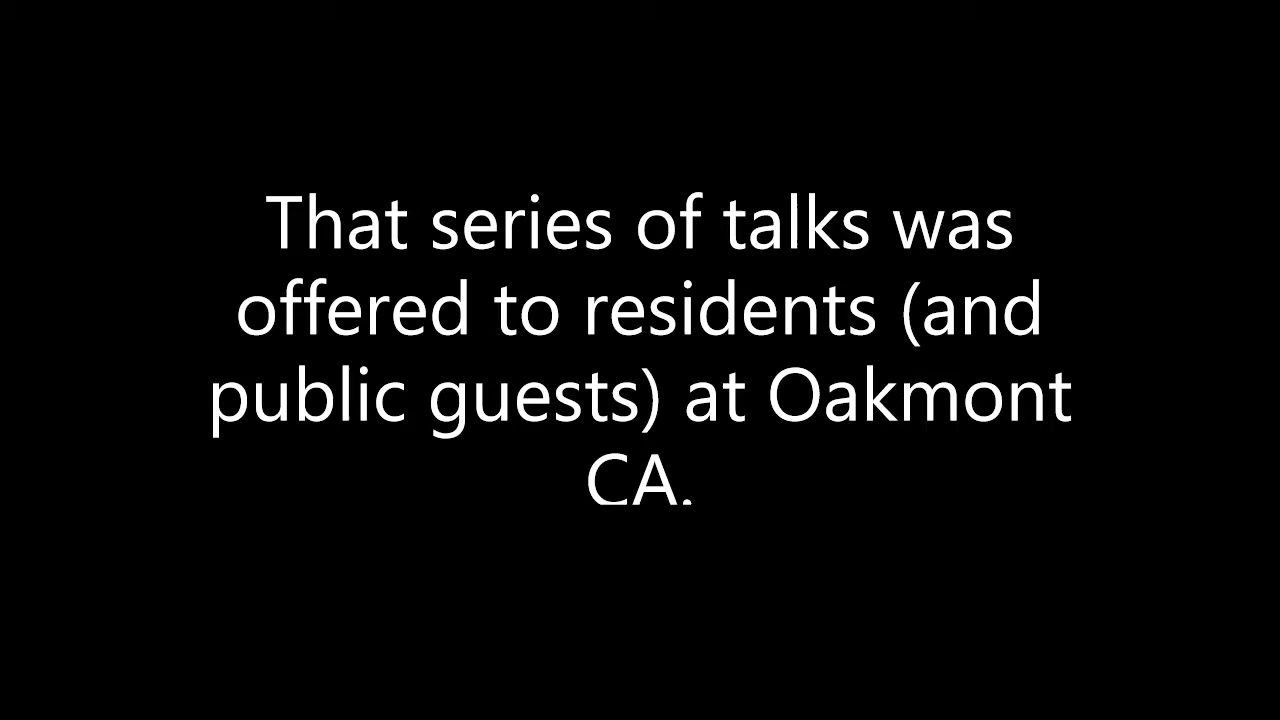 That series of talks was
offered to residents (and
public guests) at Oakmont
CA.